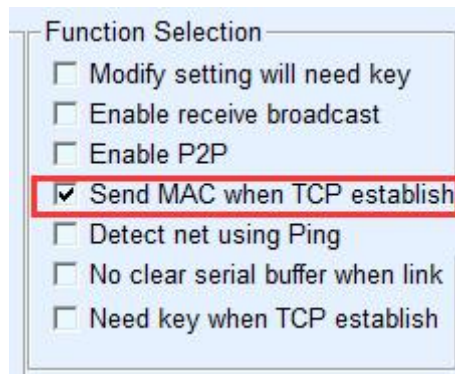 Function Selection
Modify setting will need key
Enable receive broadcast
Enable P2P
Send MAC when TCP establish
Detect net using Ping
No clear serial buffer when link
Need key when TCP establish